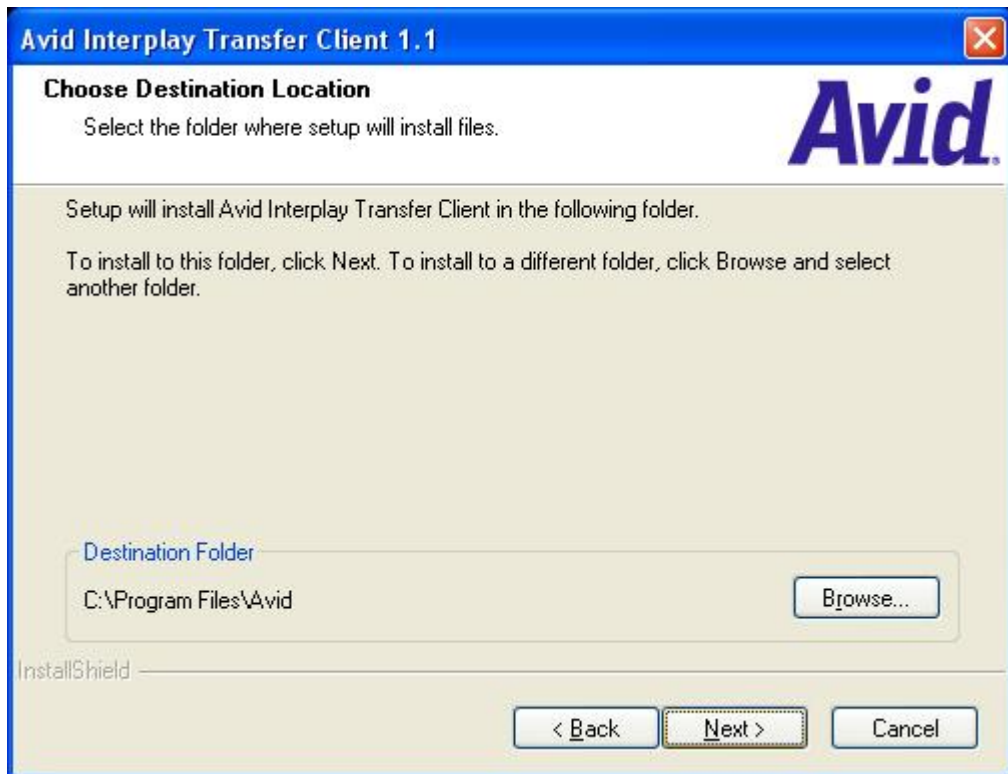 Avid Interplay Transfer Client 1.1
Choose Destination Location
Select the folder where setup will install files.
Avid.
Setup will install Avid Interplay Transfer Client in the following folder.
To install to this folder, click Next. To install to a different folder, click Browse and select
another folder.
Destination Folder
C:\Program Files\Avid
Browse...
InstallShield
< Back
Next >
Cancel